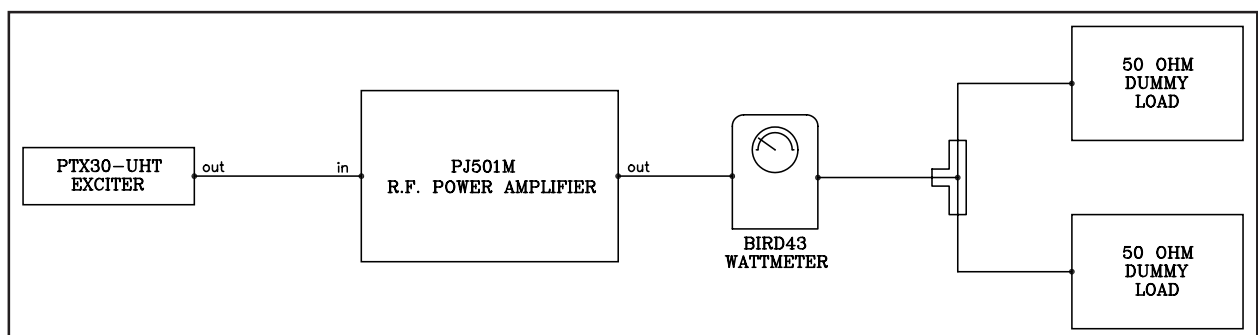 PTX30-UHT
EXCITER
out
in
PJ501M
R.F. POWER AMPLIFIER
out
BIRD43
WATTMETER
50 OHM
DUMMY
LOAD
50 OHM
DUMMY
LOAD